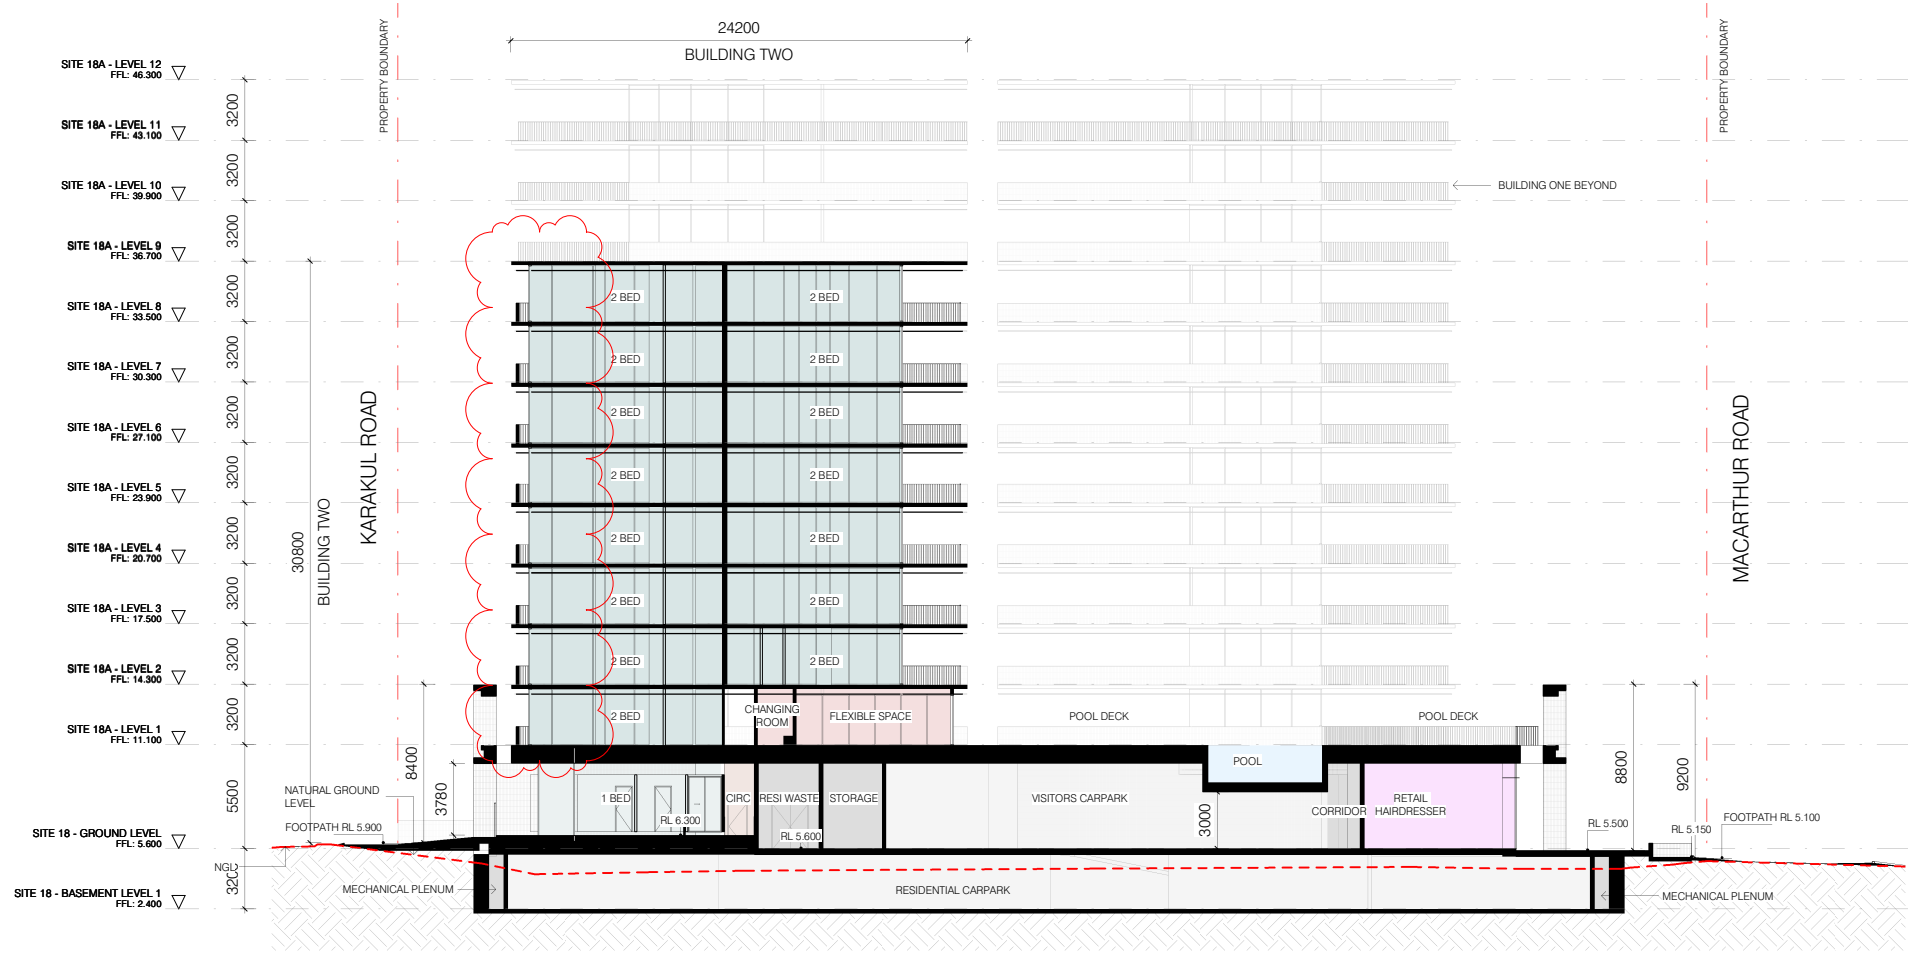 24200
BUILDING TWO
PROPERTY BOUNDARY
PROPERTY BOUNDARY
SITE 18A - LEVEL 12
FFL: 46.300
3200
SITE 18A - LEVEL 11
FFL: 43.100
3200
SITE 18A - LEVEL 10
FFL: 39.900
BUILDING ONE BEYOND
3200
SITE 18A - LEVEL 9
FFL: 36.700
3200
2 BED
2 BED
SITE 18A - LEVEL 8
FFL: 33.500
3200
2 BED
2 BED
SITE 18A - LEVEL 7
FFL: 30.300
3200
2 BED
2 BED
SITE 18A - LEVEL 6
FFL: 27.100
3200
2 BED
2 BED
SITE 18A - LEVEL 5
FFL: 23.900
3200
2 BED
2 BED
SITE 18A - LEVEL 4
FFL: 20.700
3200
2 BED
2 BED
SITE 18A - LEVEL 3
FFL: 17.500
3200
2 BED
2 BED
SITE 18A - LEVEL 2
FFL: 14.300
3200
30800
BUILDING TWO
KARAKUL ROAD
MACARTHUR ROAD
2 BED
CHANGING
ROOM
FLEXIBLE SPACE
POOL DECK
POOL DECK
SITE 18A - LEVEL 1
FFL: 11.100
5500
8400
3780
8800
9200
POOL
NATURAL GROUND
LEVEL
1 BED
CIRC
RESI WASTE
STORAGE
VISITORS CARPARK
3000
CORRIDOR
RETAIL
HAIRDRESSER
RL 6.300
RL 5.600
FOOTPATH RL 5.900
RL 5.500
RL 5.150
FOOTPATH RL 5.100
SITE 18 - GROUND LEVEL
FFL: 5.600
NGL
3200
MECHANICAL PLENUM
RESIDENTIAL CARPARK
MECHANICAL PLENUM
SITE 18 - BASEMENT LEVEL 1
FFL: 2.400